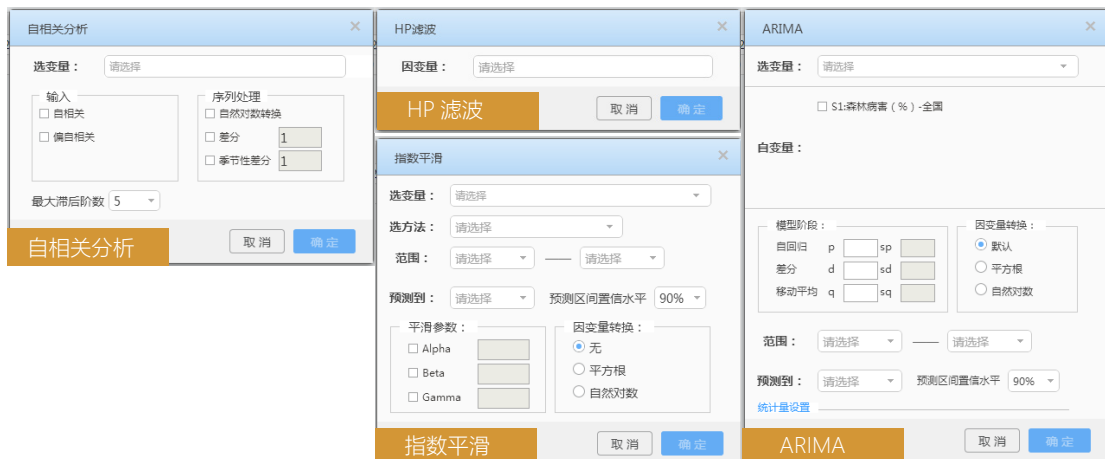 自相关分析
选变量： 请选择
输入 序列处理
自相关 自然对数转换
偏自相关 差分 1
季节性差分 1
最大滞后阶数 5
取消 确定
自相关分析
HP滤波
因变量： 请选择
取消 确定
HP 滤波
指数平滑
选变量： 请选择
选方法： 请选择
范围： 请选择 —— 请选择
预测到： 请选择 预测区间置信水平 90%
平滑参数： 因变量转换：
Alpha 无
Beta 平方根
Gamma 自然对数
取消 确定
指数平滑
ARIMA
选变量： 请选择
S1:森林病害（%）-全国
自变量：
模型阶段： 因变量转换：
自回归 p sp 默认
差分 d sd 平方根
移动平均 q sq 自然对数
范围： 请选择 —— 请选择
预测到： 请选择 预测区间置信水平 90%
统计量设置
取消 确定
ARIMA